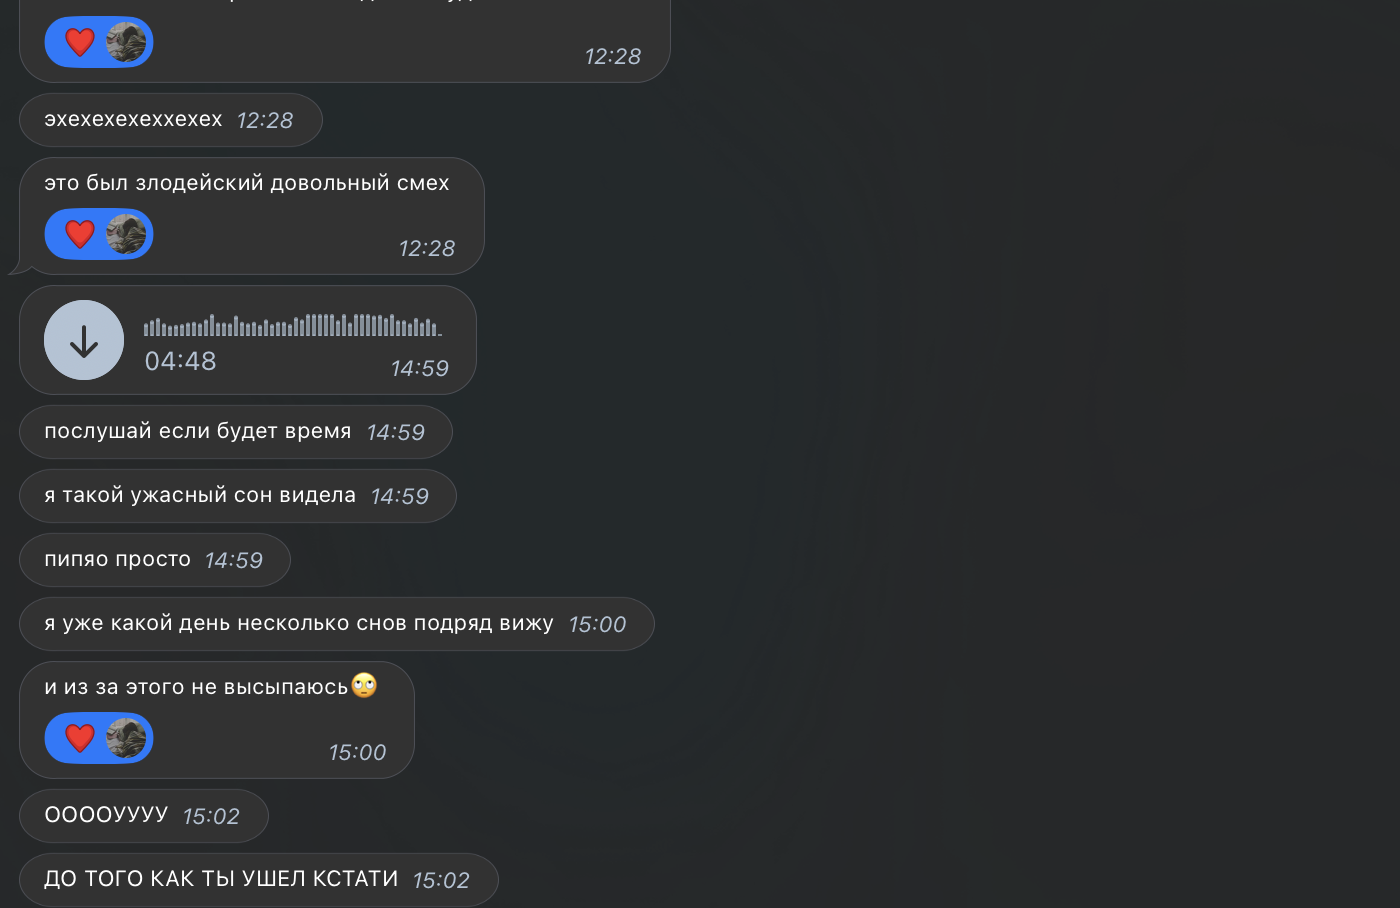 12:28
эхехехехеххехех 12:28
это был злодейский довольный смех
12:28
04:48
14:59
послушай если будет время 14:59
я такой ужасный сон видела 14:59
пипяо просто 14:59
я уже какой день несколько снов подряд вижу 15:00
и из за этого не высыпаюсь🙄
15:00
ООООУУУУ 15:02
ДО ТОГО КАК ТЫ УШЕЛ КСТАТИ 15:02